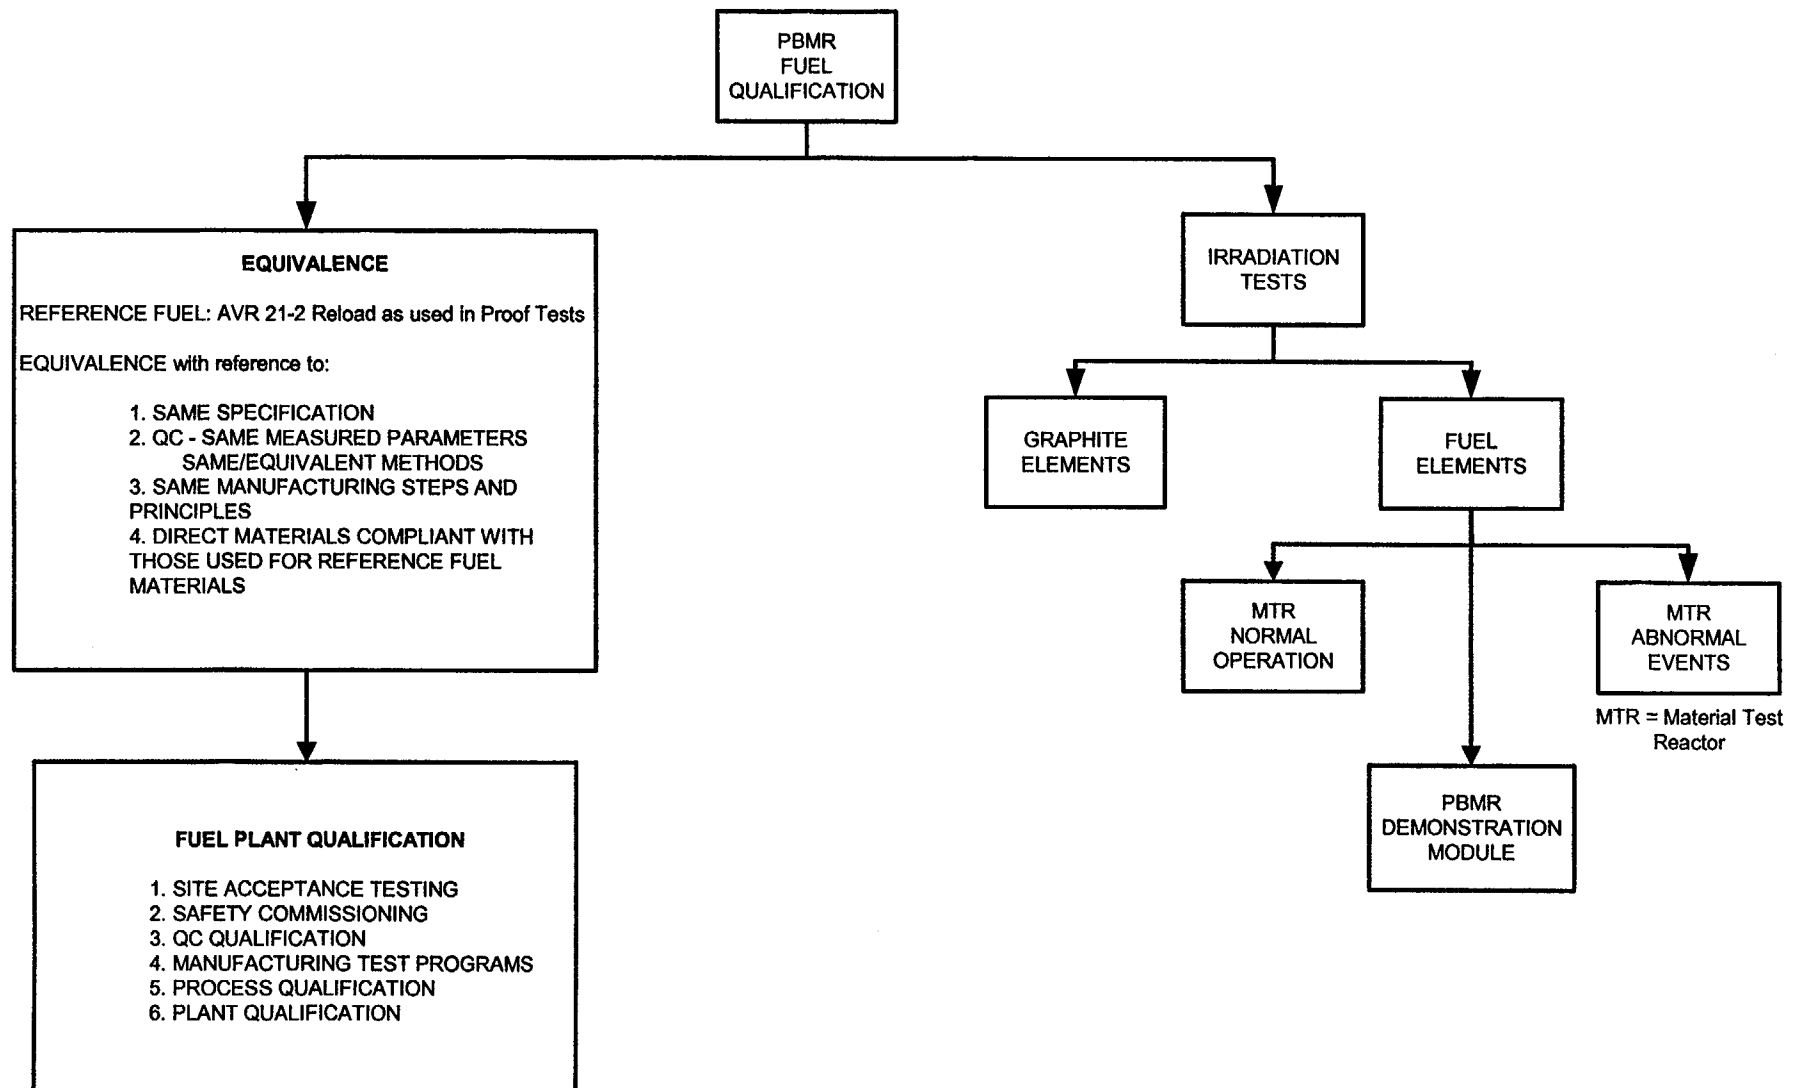 PBMR
FUEL
QUALIFICATION
EQUIVALENCE
REFERENCE FUEL: AVR 21-2 Reload as used in Proof Tests
EQUIVALENCE with reference to:
1. SAME SPECIFICATION
2. QC - SAME MEASURED PARAMETERS
SAME/EQUIVALENT METHODS
3. SAME MANUFACTURING STEPS AND
PRINCIPLES
4. DIRECT MATERIALS COMPLIANT WITH
THOSE USED FOR REFERENCE FUEL
MATERIALS
FUEL PLANT QUALIFICATION
1. SITE ACCEPTANCE TESTING
2. SAFETY COMMISSIONING
3. QC QUALIFICATION
4. MANUFACTURING TEST PROGRAMS
5. PROCESS QUALIFICATION
6. PLANT QUALIFICATION
IRRADIATION
TESTS
GRAPHITE
ELEMENTS
FUEL
ELEMENTS
MTR
NORMAL
OPERATION
MTR
ABNORMAL
EVENTS
MTR = Material Test
Reactor
PBMR
DEMONSTRATION
MODULE